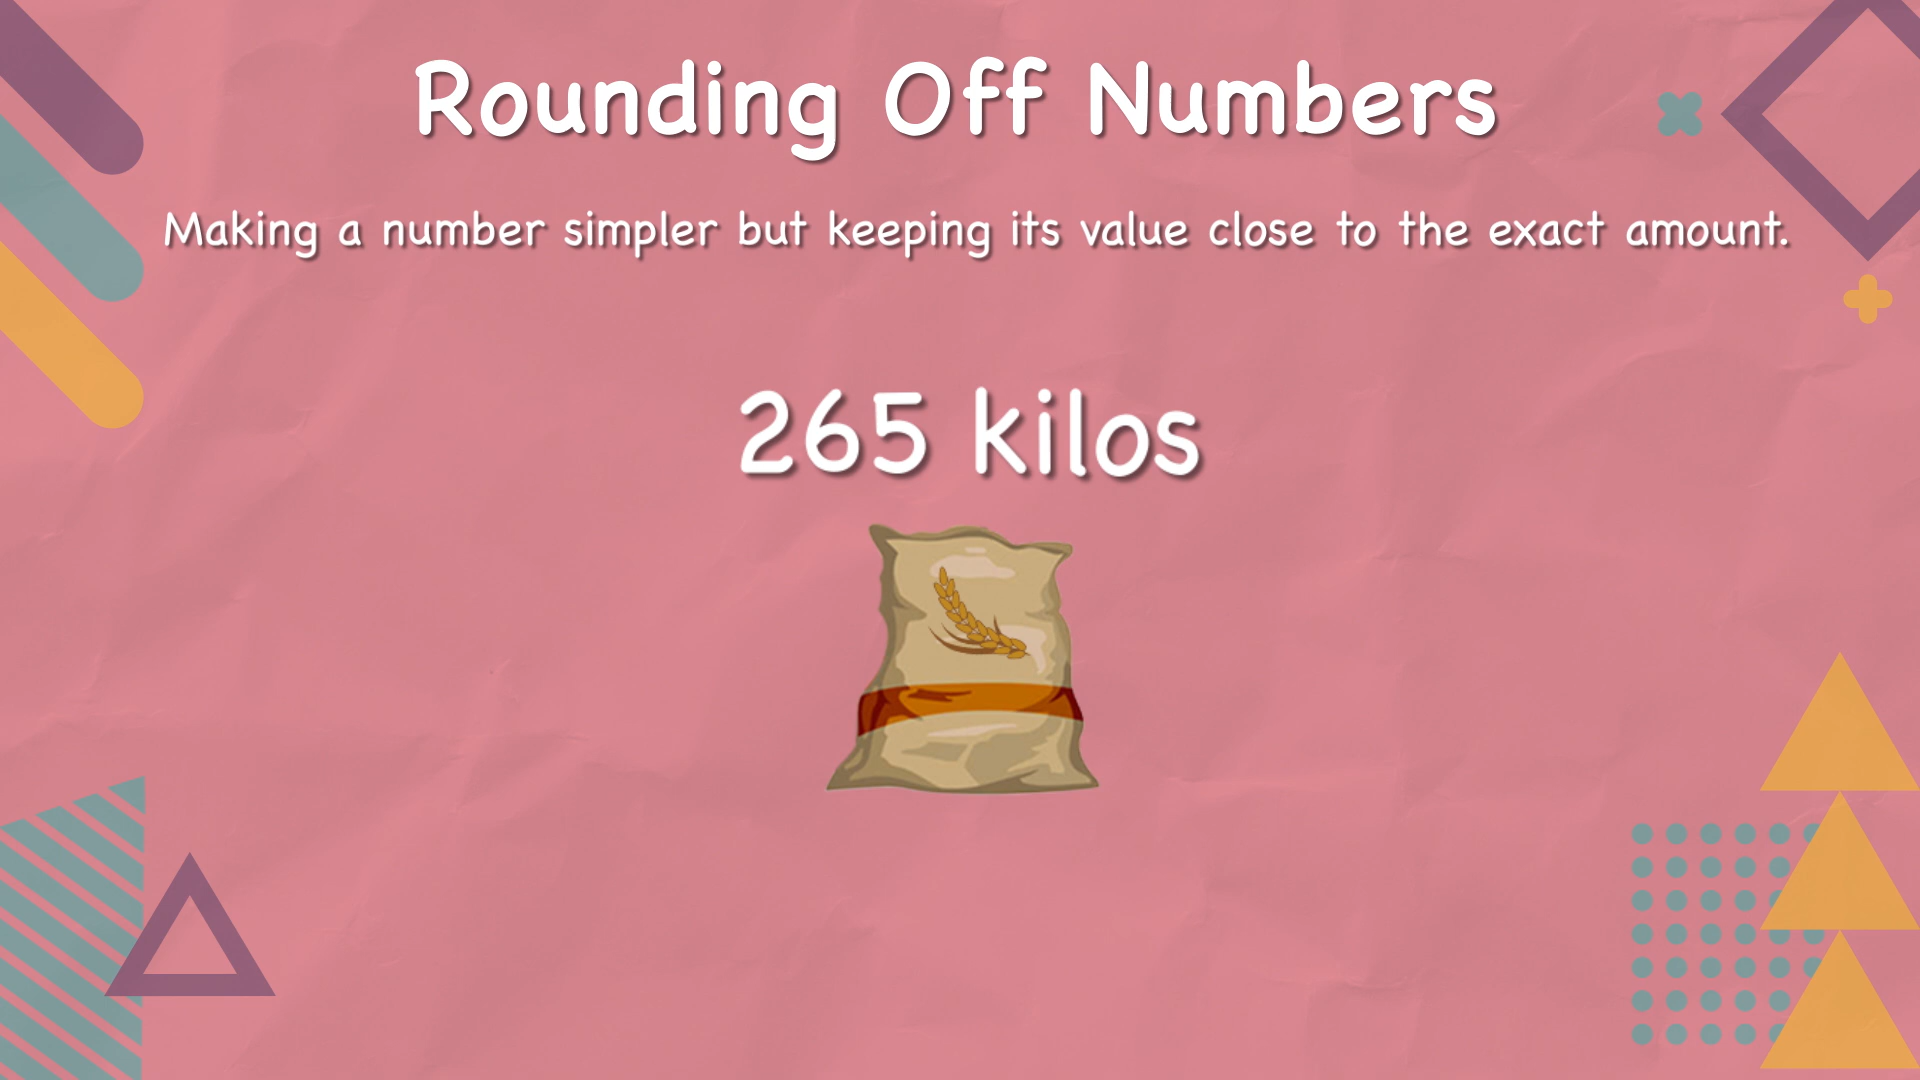 Rounding Off Numbers
Making a number simpler but keeping its value close to the exact amount.
265 kilos